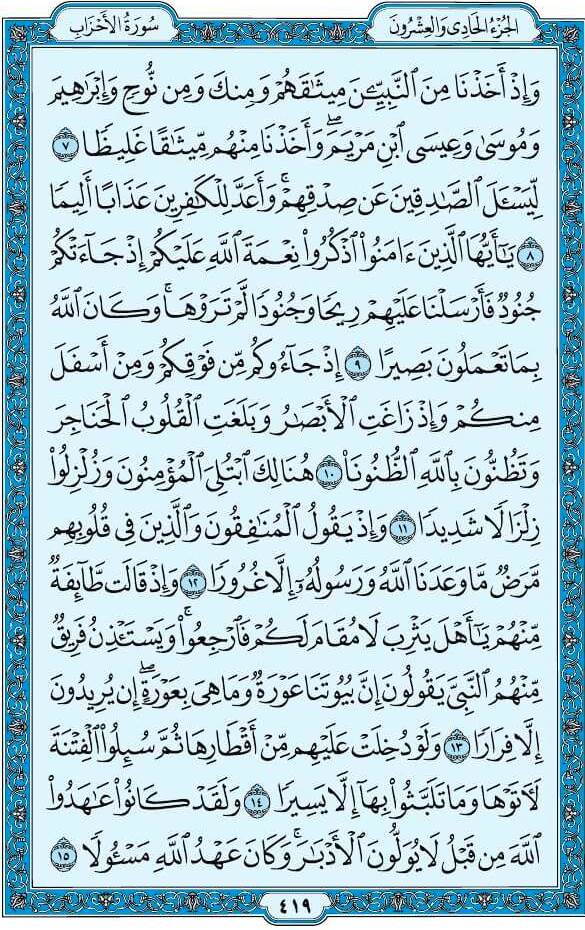 الجُزْءُ الحَادِي وَالعِشْرُونَ
سُورَةُ الأَحْزَابِ
وَإِذْ أَخَذْنَا مِنَ ٱلنَّبِيِّـۧنَ مِيثَٰقَهُمْ وَمِنكَ وَمِن نُّوحٍ وَإِبْرَٰهِيمَ
وَمُوسَىٰ وَعِيسَى ٱبْنِ مَرْيَمَ ۖ وَأَخَذْنَا مِنْهُم مِّيثَٰقًا غَلِيظًا ٧
لِّيَسْـَٔلَ ٱلصَّٰدِقِينَ عَن صِدْقِهِمْ ۚ وَأَعَدَّ لِلْكَٰفِرِينَ عَذَابًا أَلِيمًا
٨ يَٰٓأَيُّهَا ٱلَّذِينَ ءَامَنُوا۟ ٱذْكُرُوا۟ نِعْمَةَ ٱللَّهِ عَلَيْكُمْ إِذْ جَآءَتْكُمْ
جُنُودٌ فَأَرْسَلْنَا عَلَيْهِمْ رِيحًا وَجُنُودًا لَّمْ تَرَوْهَا ۚ وَكَانَ ٱللَّهُ
بِمَا تَعْمَلُونَ بَصِيرًا ٩ إِذْ جَآءُوكُم مِّن فَوْقِكُمْ وَمِنْ أَسْفَلَ
مِنكُمْ وَإِذْ زَاغَتِ ٱلْأَبْصَٰرُ وَبَلَغَتِ ٱلْقُلُوبُ ٱلْحَنَاجِرَ
وَتَظُنُّونَ بِٱللَّهِ ٱلظُّنُونَا۠ ١٠ هُنَالِكَ ٱبْتُلِىَ ٱلْمُؤْمِنُونَ وَزُلْزِلُوا۟
زِلْزَالًا شَدِيدًا ١١ وَإِذْ يَقُولُ ٱلْمُنَٰفِقُونَ وَٱلَّذِينَ فِى قُلُوبِهِم
مَّرَضٌ مَّا وَعَدَنَا ٱللَّهُ وَرَسُولُهُۥٓ إِلَّا غُرُورًا ١٢ وَإِذْ قَالَت طَّآئِفَةٌ
مِّنْهُمْ يَٰٓأَهْلَ يَثْرِبَ لَا مُقَامَ لَكُمْ فَٱرْجِعُوا۟ ۚ وَيَسْتَـْٔذِنُ فَرِيقٌ
مِّنْهُمُ ٱلنَّبِىَّ يَقُولُونَ إِنَّ بُيُوتَنَا عَوْرَةٌ وَمَا هِىَ بِعَوْرَةٍ ۖ إِن يُرِيدُونَ
إِلَّا فِرَارًا ١٣ وَلَوْ دُخِلَتْ عَلَيْهِم مِّنْ أَقْطَارِهَا ثُمَّ سُئِلُوا۟ ٱلْفِتْنَةَ
لَـَٔاتَوْهَا وَمَا تَلَبَّثُوا۟ بِهَآ إِلَّا يَسِيرًا ١٤ وَلَقَدْ كَانُوا۟ عَٰهَدُوا۟
ٱللَّهَ مِن قَبْلُ لَا يُوَلُّونَ ٱلْأَدْبَٰرَ ۚ وَكَانَ عَهْدُ ٱللَّهِ مَسْـُٔولًا ١٥
٤١٩